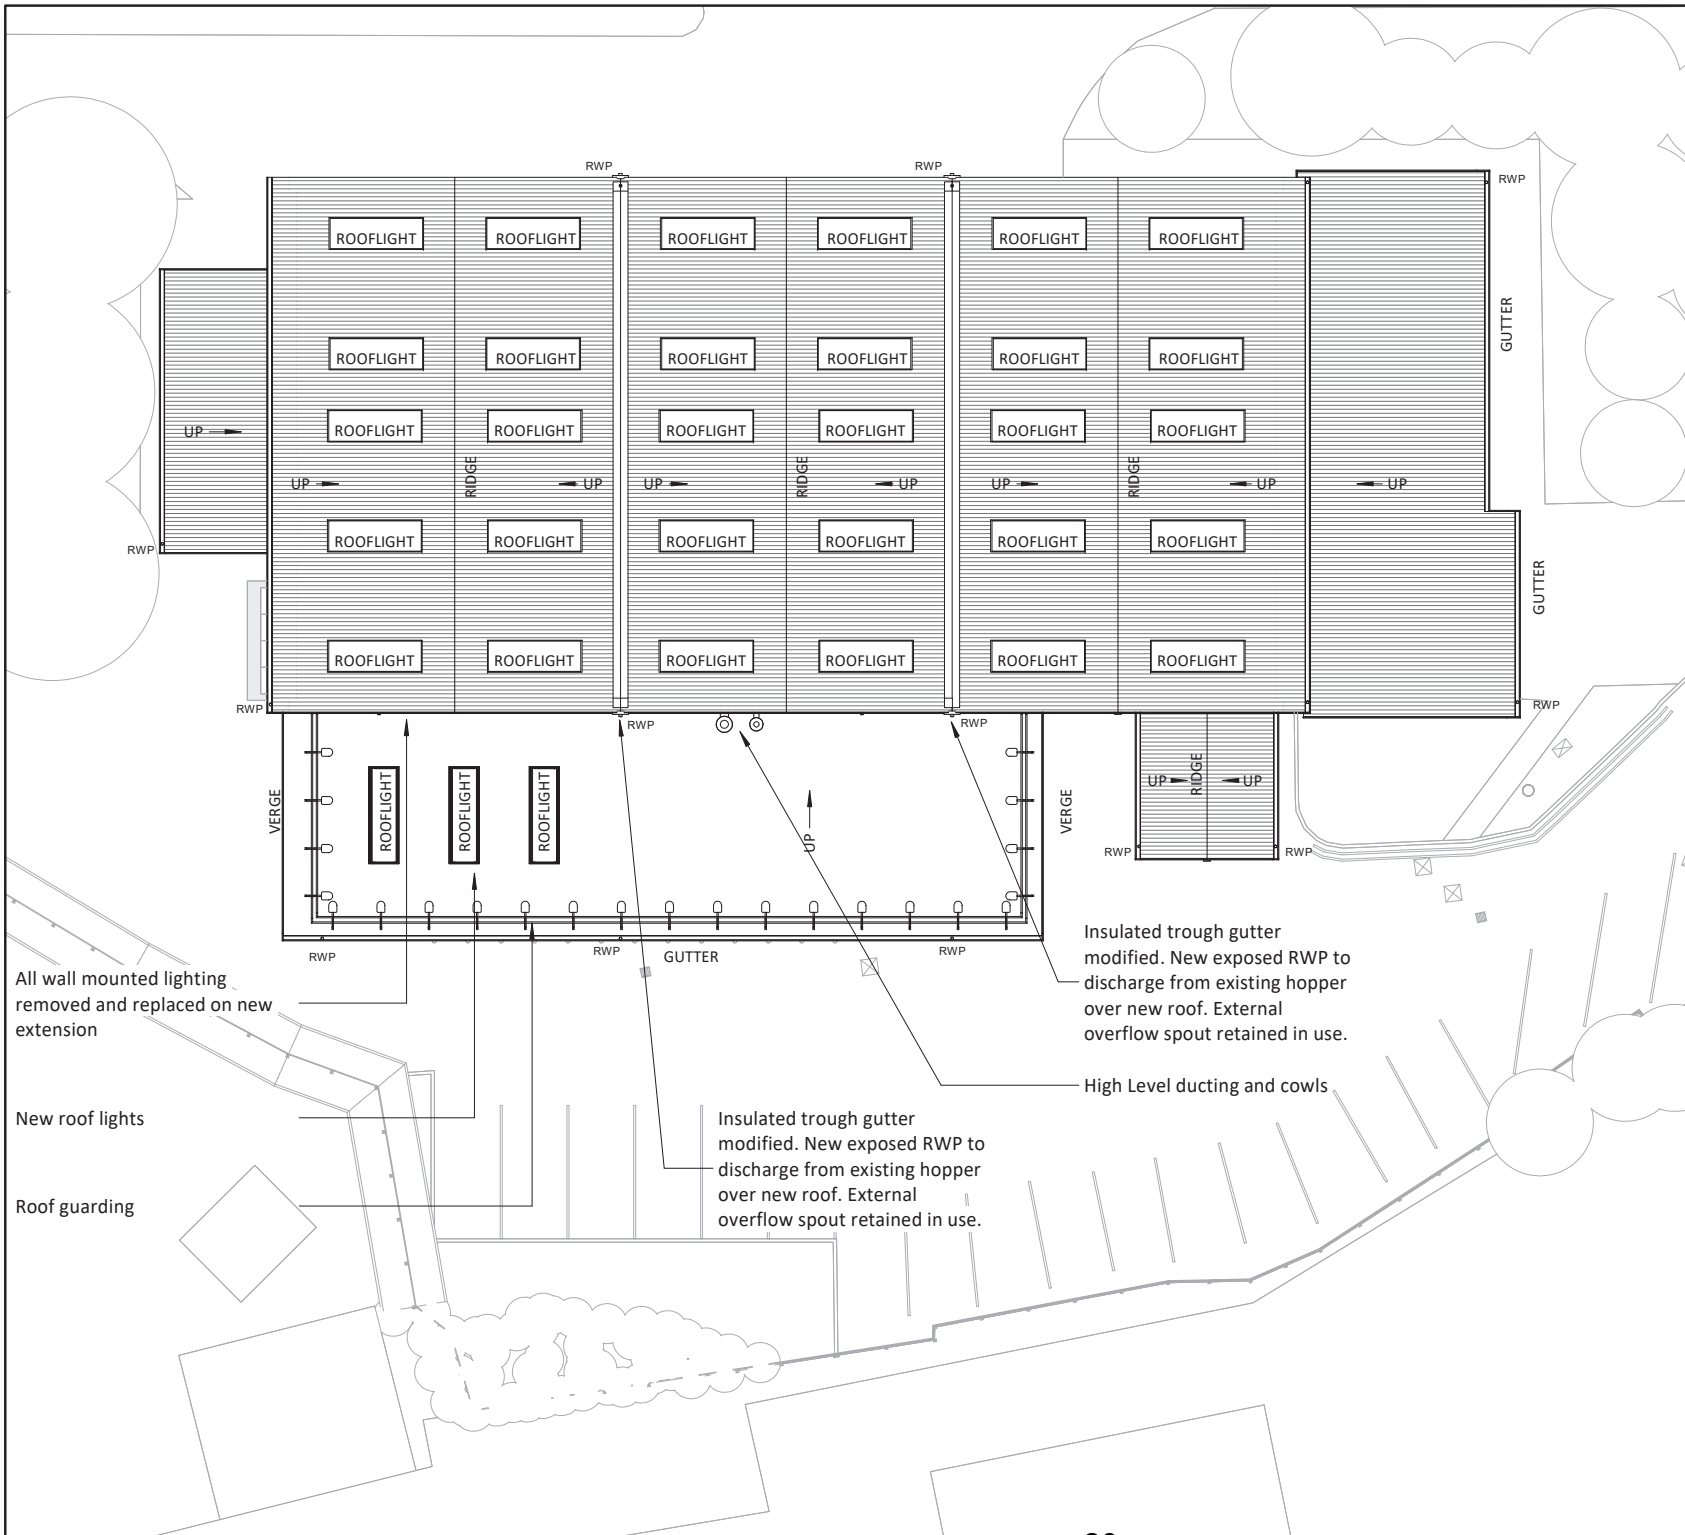 RWP
RWP
RWP
ROOFLIGHT ROOFLIGHT ROOFLIGHT ROOFLIGHT ROOFLIGHT ROOFLIGHT
GUTTER
ROOFLIGHT ROOFLIGHT ROOFLIGHT ROOFLIGHT ROOFLIGHT ROOFLIGHT
UP
ROOFLIGHT ROOFLIGHT ROOFLIGHT ROOFLIGHT ROOFLIGHT ROOFLIGHT
RIDGE
RIDGE
RIDGE
UP UP UP UP UP UP UP
RWP
ROOFLIGHT ROOFLIGHT ROOFLIGHT ROOFLIGHT ROOFLIGHT ROOFLIGHT
GUTTER
ROOFLIGHT ROOFLIGHT ROOFLIGHT ROOFLIGHT ROOFLIGHT ROOFLIGHT
RWP
RWP
RWP
RWP
VERGE
ROOFLIGHT
ROOFLIGHT
ROOFLIGHT
UP
VERGE
UP
RIDGE
UP
RWP
RWP
RWP
RWP
GUTTER
RWP
All wall mounted lighting
removed and replaced on new
extension
New roof lights
Roof guarding
Insulated trough gutter
modified. New exposed RWP to
discharge from existing hopper
over new roof. External
overflow spout retained in use.
Insulated trough gutter
modified. New exposed RWP to
discharge from existing hopper
over new roof. External
overflow spout retained in use.
High Level ducting and cowls